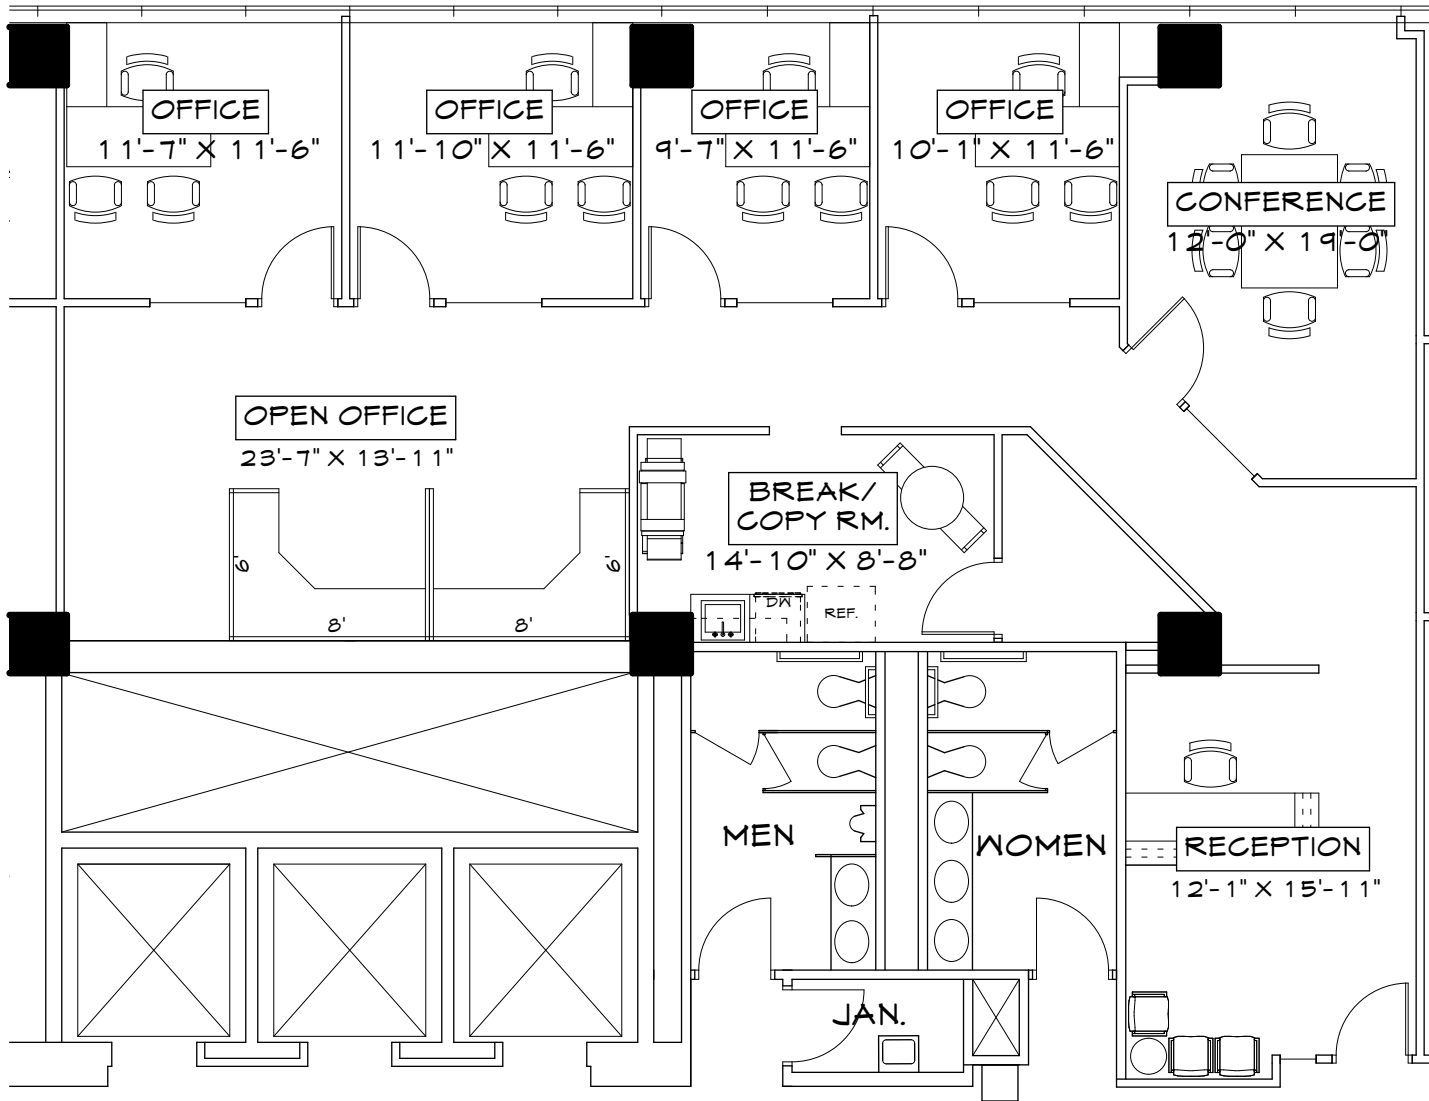 OFFICE
11'-7" X 11'-6"
OFFICE
11'-10" X 11'-6"
OFFICE
9'-7" X 11'-6"
OFFICE
10'-1" X 11'-6"
CONFERENCE
12'-0" X 19'-0"
OPEN OFFICE
23'-7" X 13'-11"
BREAK/
COPY RM.
14'-10" X 8'-8"
6'
6'
8'
8'
DW
REF.
MEN
WOMEN
RECEPTION
12'-1" X 15'-11"
JAN.